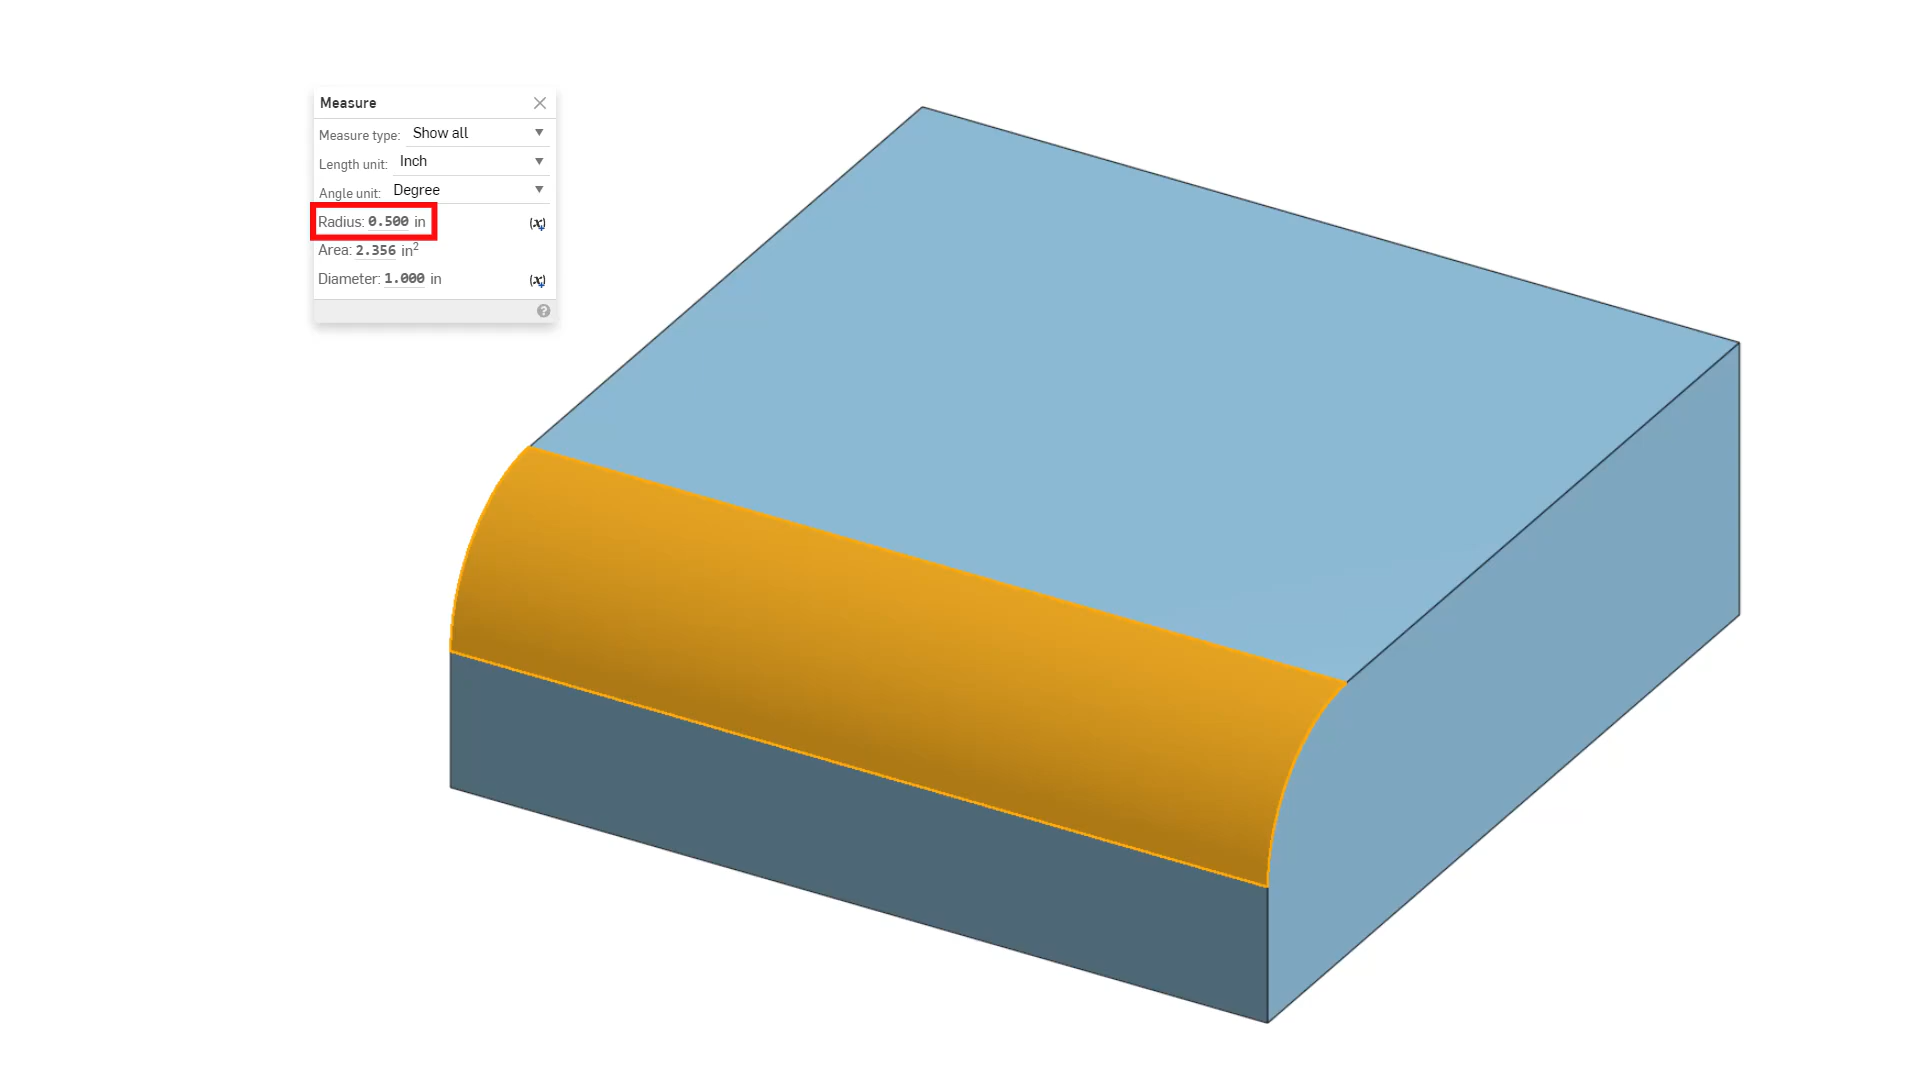 Measure
Measure type: Show all
Length unit: Inch
Angle unit: Degree
Radius: 0.500 in (x)
Area: 2.356 in²
Diameter: 1.000 in (x)
?